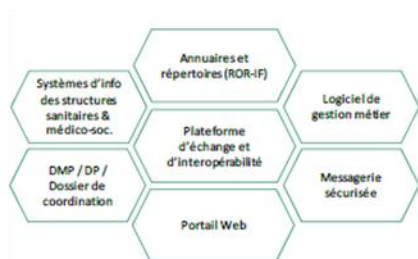 Annuaires et
répertoires (ROR-IF)
Systèmes d'info
des structures
sanitaires &
médico-soc.
Logiciel de
gestion métier
Plateforme
d'échange et
d'interopérabilité
DMP / DP /
Dossier de
coordination
Messagerie
sécurisée
Portail Web